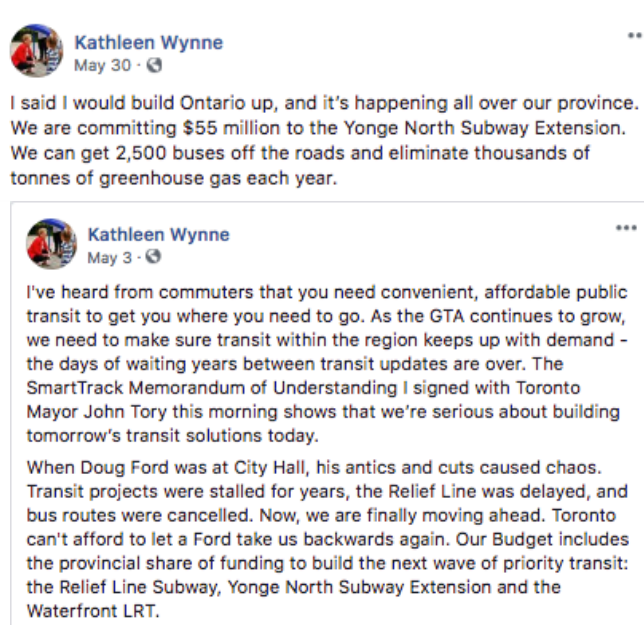 Kathleen Wynne
May 30 ·
I said I would build Ontario up, and it's happening all over our province.
We are committing $55 million to the Yonge North Subway Extension.
We can get 2,500 buses off the roads and eliminate thousands of
tonnes of greenhouse gas each year.
Kathleen Wynne
May 3 ·
I've heard from commuters that you need convenient, affordable public
transit to get you where you need to go. As the GTA continues to grow,
we need to make sure transit within the region keeps up with demand -
the days of waiting years between transit updates are over. The
SmartTrack Memorandum of Understanding I signed with Toronto
Mayor John Tory this morning shows that we're serious about building
tomorrow's transit solutions today.
When Doug Ford was at City Hall, his antics and cuts caused chaos.
Transit projects were stalled for years, the Relief Line was delayed, and
bus routes were cancelled. Now, we are finally moving ahead. Toronto
can't afford to let a Ford take us backwards again. Our Budget includes
the provincial share of funding to build the next wave of priority transit:
the Relief Line Subway, Yonge North Subway Extension and the
Waterfront LRT.